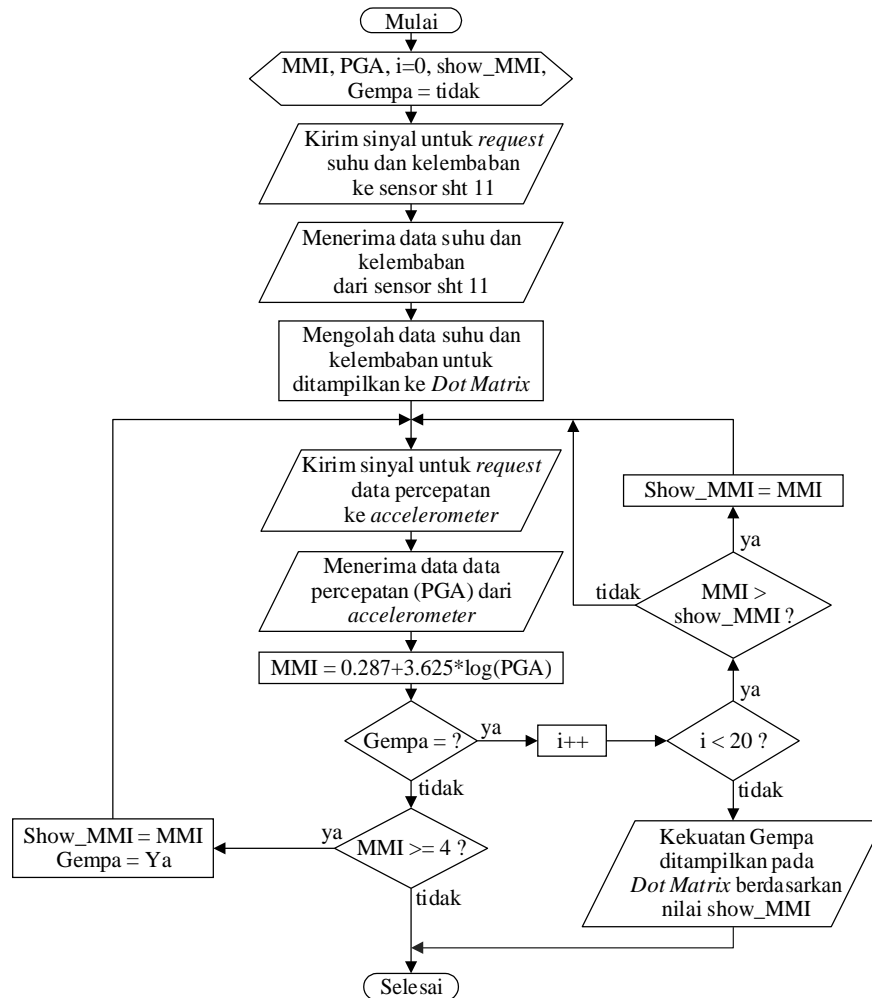 Mulai
MMI, PGA, i=0, show_MMI,
Gempa = tidak
Kirim sinyal untuk request
suhu dan kelembaban
ke sensor sht 11
Menerima data suhu dan
kelembaban
dari sensor sht 11
Mengolah data suhu dan
kelembaban untuk
ditampilkan ke Dot Matrix
Kirim sinyal untuk request
data percepatan
ke accelerometer
Menerima data data
percepatan (PGA) dari
accelerometer
MMI = 0.287+3.625*log(PGA)
Gempa = ?
ya
i++
i < 20 ?
ya
MMI >
show_MMI ?
tidak
ya
Show_MMI = MMI
tidak
Kekuatan Gempa
ditampilkan pada
Dot Matrix berdasarkan
nilai show_MMI
tidak
MMI >= 4 ?
ya
Show_MMI = MMI
Gempa = Ya
tidak
Selesai